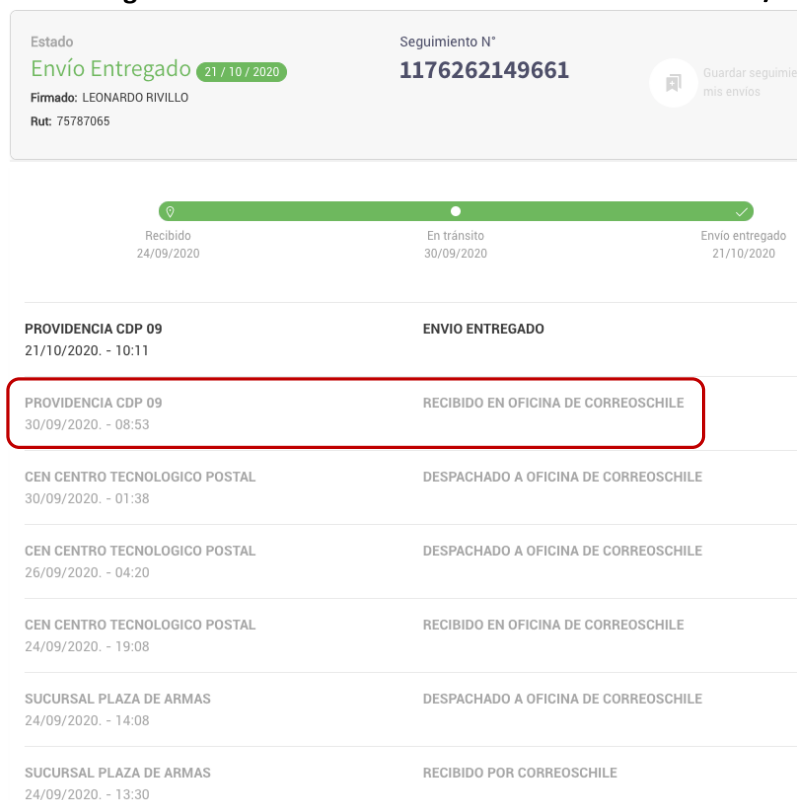 Estado
Envío Entregado 21 / 10 / 2020
Firmado: LEONARDO RIVILLO
Rut: 75787065
Seguimiento N°
1176262149661
Guardar seguimie
mis envíos
Recibido
24/09/2020
En tránsito
30/09/2020
Envío entregado
21/10/2020
PROVIDENCIA CDP 09 ENVIO ENTREGADO
21/10/2020. - 10:11
PROVIDENCIA CDP 09 RECIBIDO EN OFICINA DE CORREOSCHILE
30/09/2020. - 08:53
CEN CENTRO TECNOLOGICO POSTAL DESPACHADO A OFICINA DE CORREOSCHILE
30/09/2020. - 01:38
CEN CENTRO TECNOLOGICO POSTAL DESPACHADO A OFICINA DE CORREOSCHILE
26/09/2020. - 04:20
CEN CENTRO TECNOLOGICO POSTAL RECIBIDO EN OFICINA DE CORREOSCHILE
24/09/2020. - 19:08
SUCURSAL PLAZA DE ARMAS DESPACHADO A OFICINA DE CORREOSCHILE
24/09/2020. - 14:08
SUCURSAL PLAZA DE ARMAS RECIBIDO POR CORREOSCHILE
24/09/2020. - 13:30